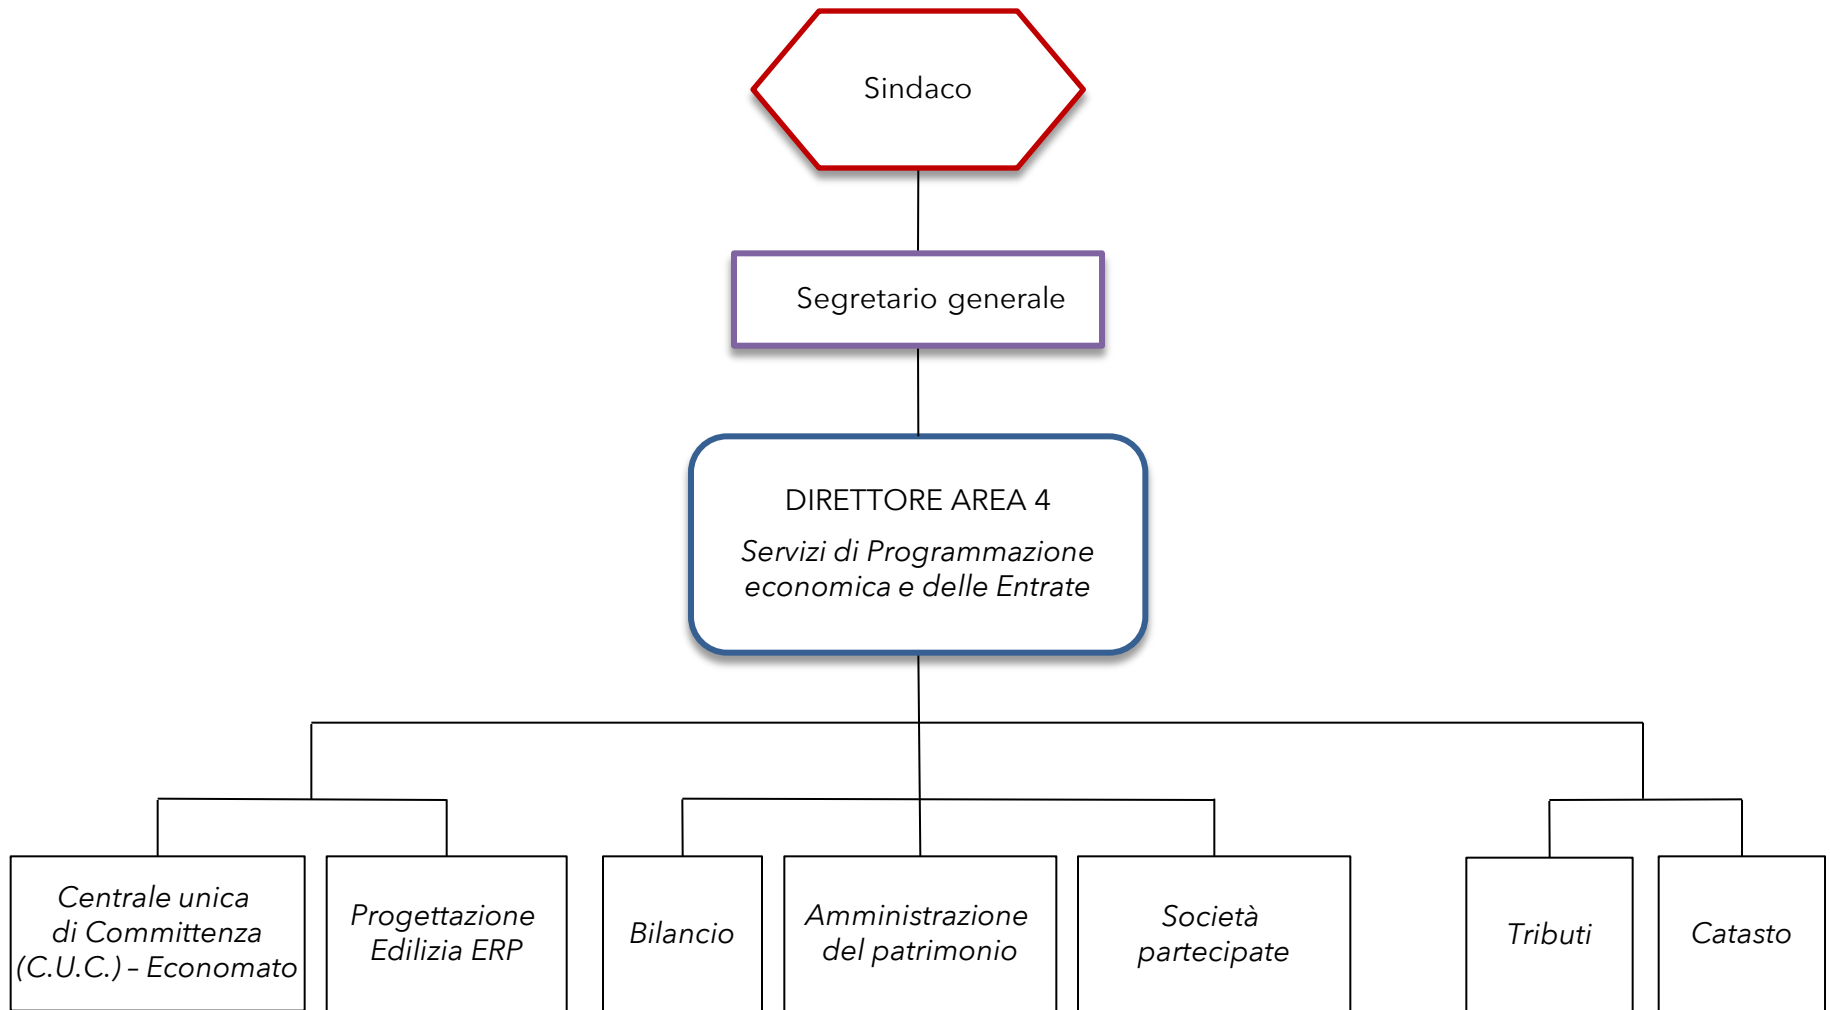 Sindaco
Segretario generale
DIRETTORE AREA 4
Servizi di Programmazione
economica e delle Entrate
Centrale unica
di Committenza
(C.U.C.) – Economato
Progettazione
Edilizia ERP
Bilancio
Amministrazione
del patrimonio
Società
partecipate
Tributi
Catasto